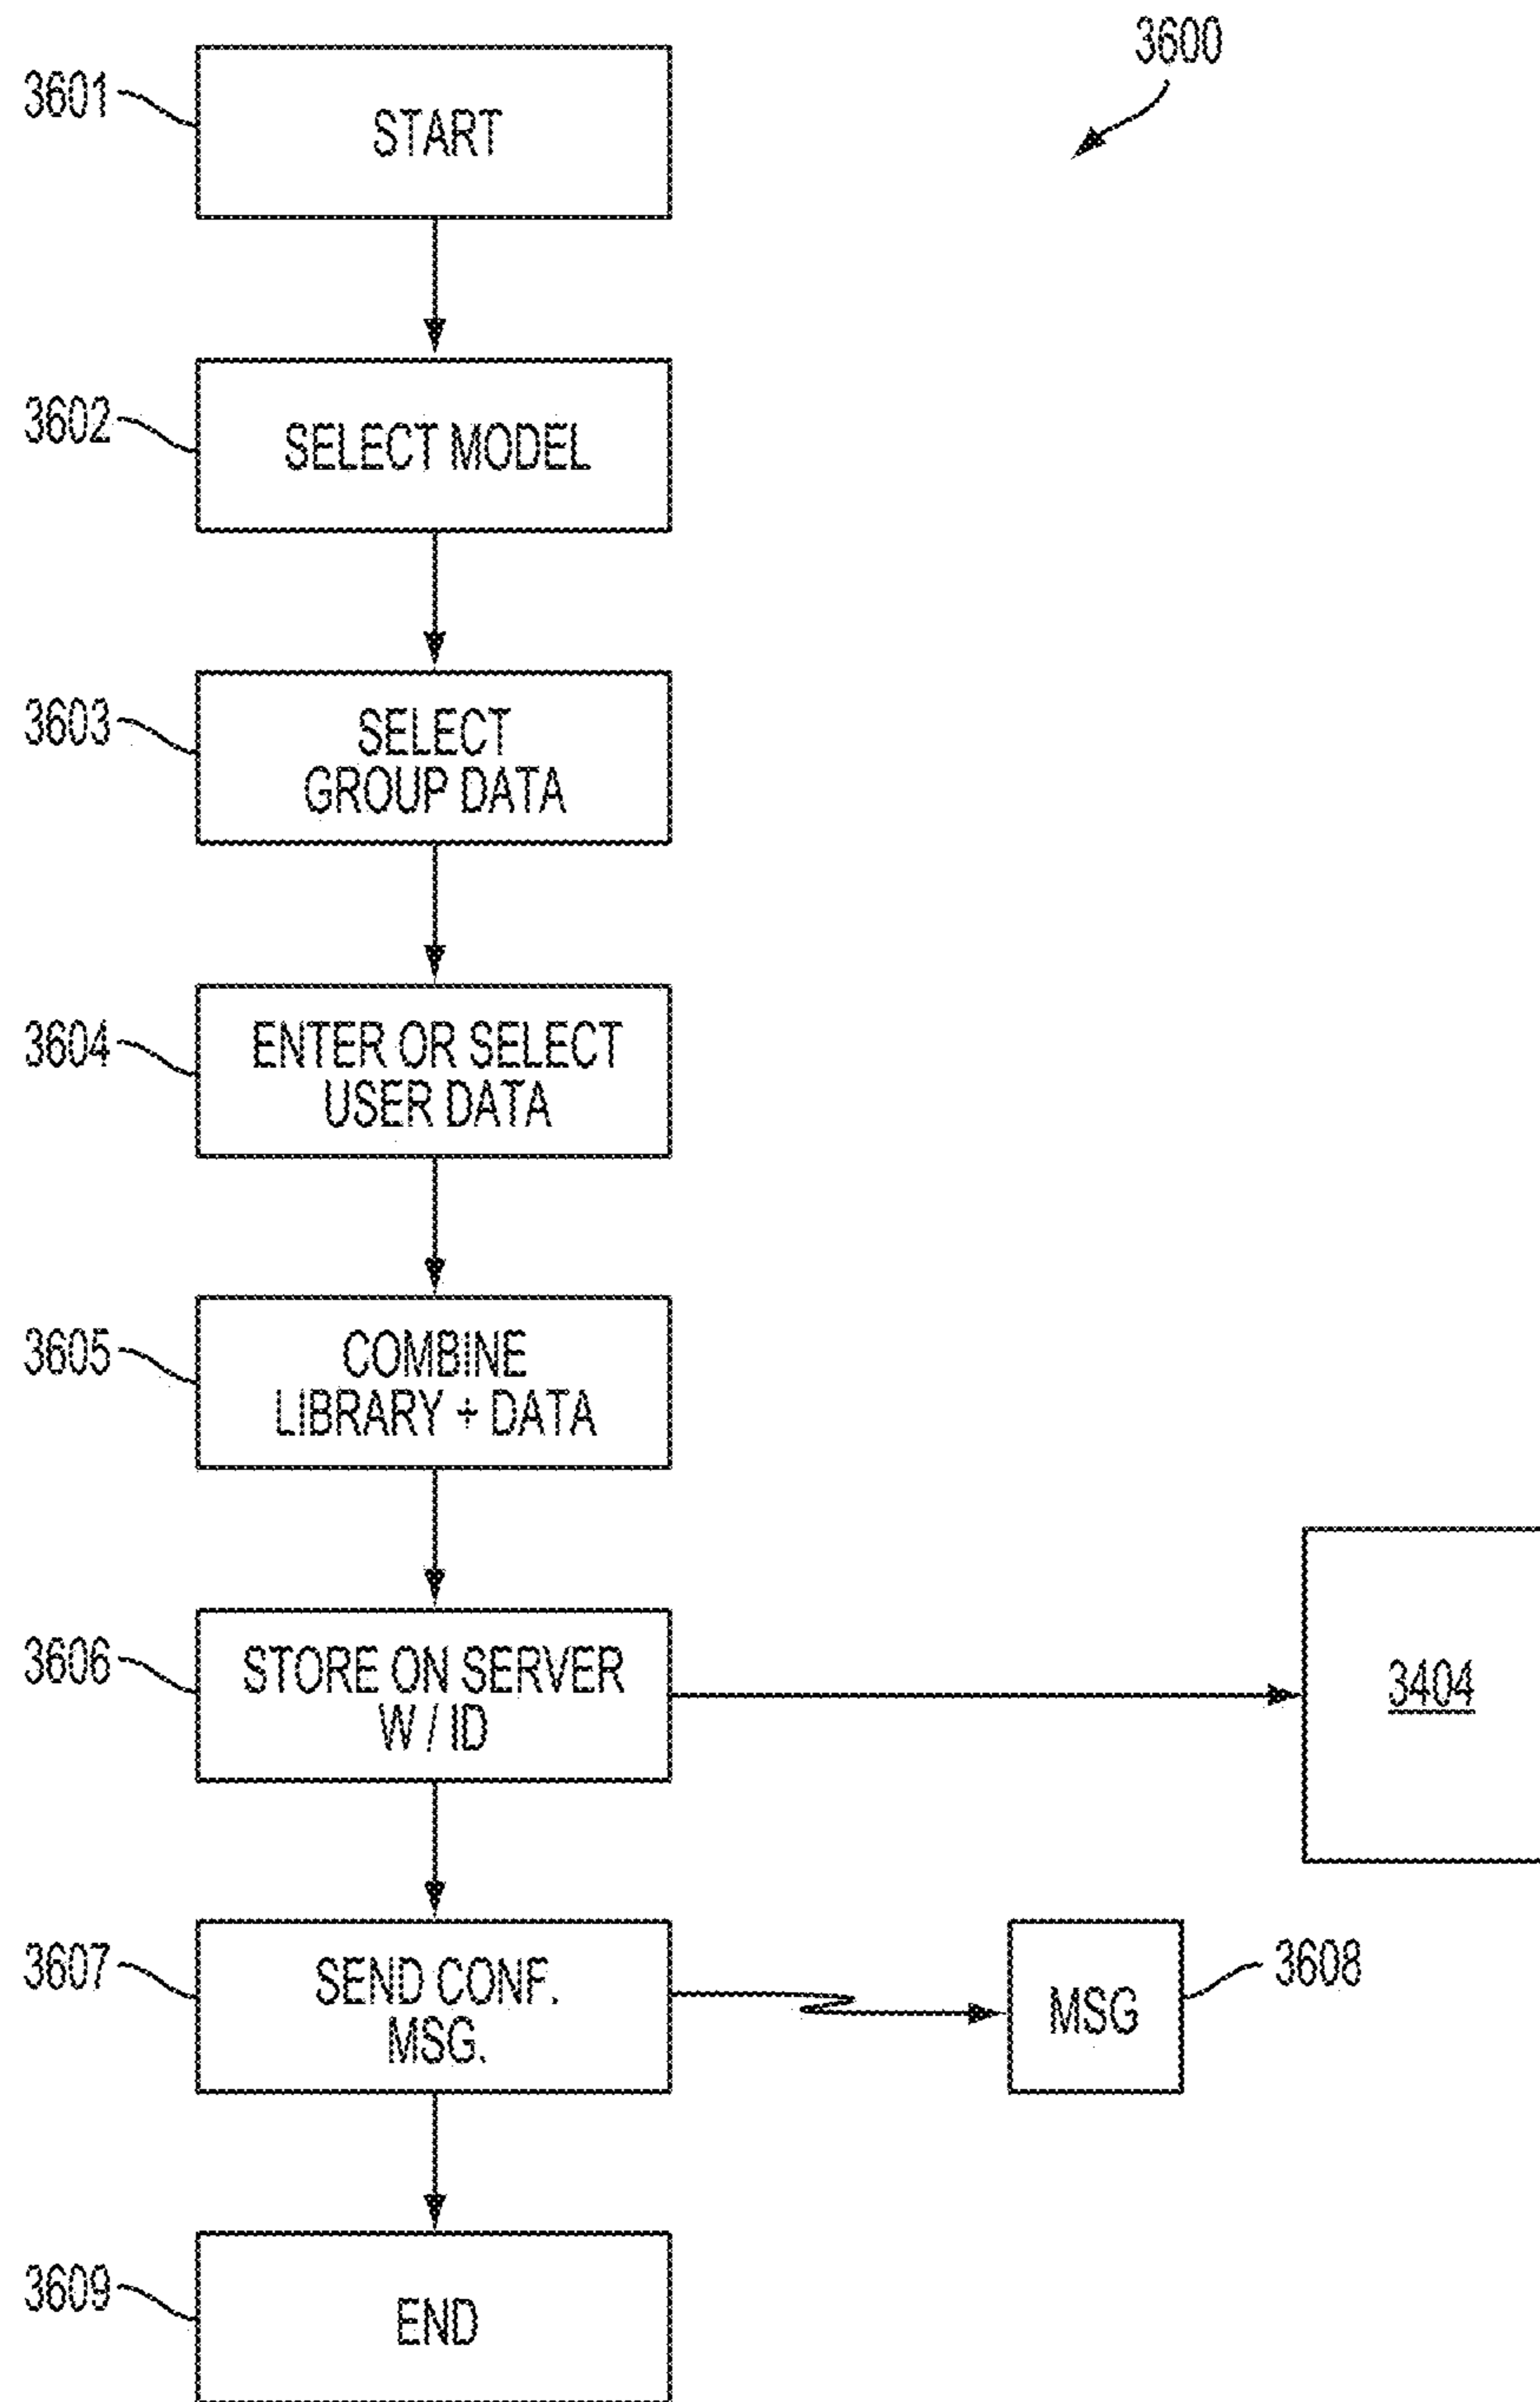 3600
3601
START
3602
SELECT MODEL
3603
SELECT
GROUP DATA
3604
ENTER OR SELECT
USER DATA
3605
COMBINE
LIBRARY + DATA
3606
STORE ON SERVER
W / ID
3404
3607
SEND CONF.
MSG.
MSG
3608
3609
END